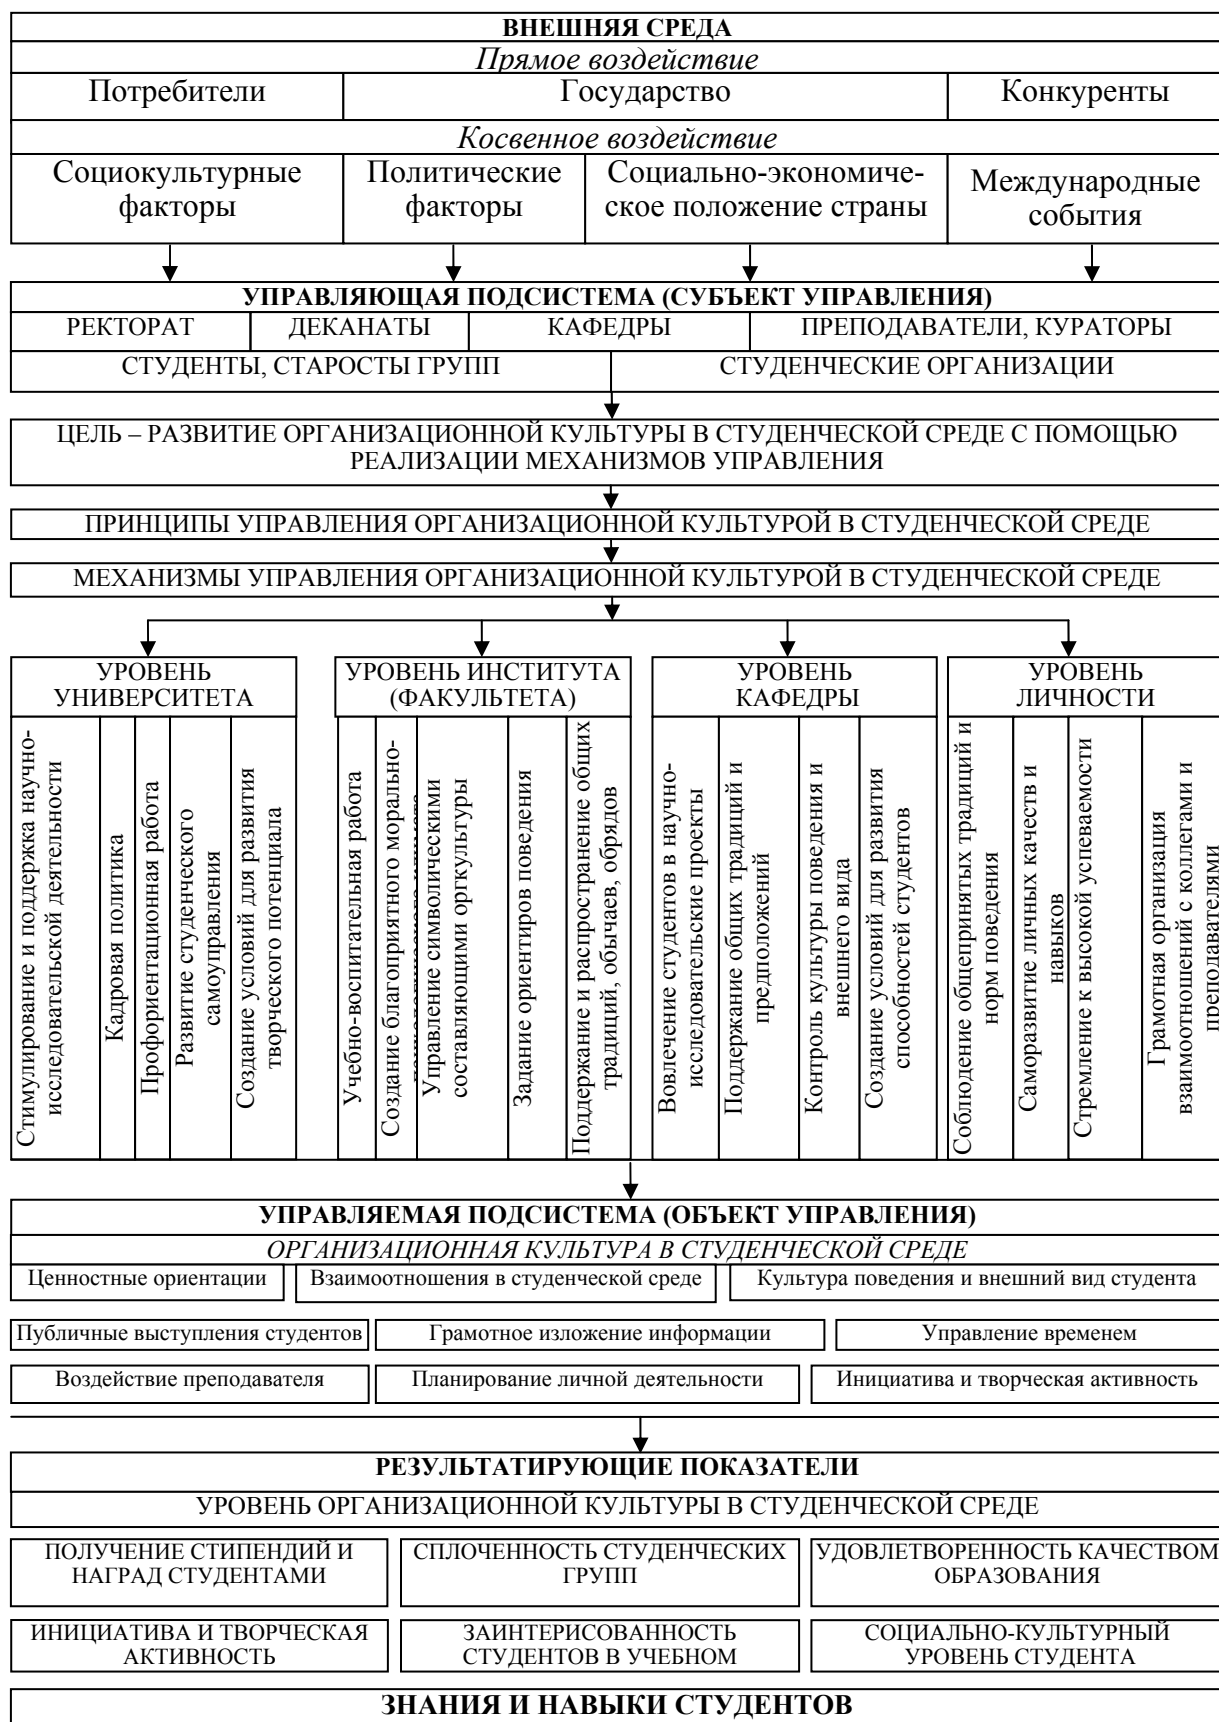 ВНЕШНЯЯ СРЕДА
Прямое воздействие
Потребители
Государство
Конкуренты
Косвенное воздействие
Социокультурные
факторы
Политические
факторы
Социально-экономиче-
ское положение страны
Международные
события
УПРАВЛЯЮЩАЯ ПОДСИСТЕМА (СУБЪЕКТ УПРАВЛЕНИЯ)
РЕКТОРАТ
ДЕКАНАТЫ
КАФЕДРЫ
ПРЕПОДАВАТЕЛИ, КУРАТОРЫ
СТУДЕНТЫ, СТАРОСТЫ ГРУПП
СТУДЕНЧЕСКИЕ ОРГАНИЗАЦИИ
ЦЕЛЬ – РАЗВИТИЕ ОРГАНИЗАЦИОННОЙ КУЛЬТУРЫ В СТУДЕНЧЕСКОЙ СРЕДЕ С ПОМОЩЬЮ
РЕАЛИЗАЦИИ МЕХАНИЗМОВ УПРАВЛЕНИЯ
ПРИНЦИПЫ УПРАВЛЕНИЯ ОРГАНИЗАЦИОННОЙ КУЛЬТУРОЙ В СТУДЕНЧЕСКОЙ СРЕДЕ
МЕХАНИЗМЫ УПРАВЛЕНИЯ ОРГАНИЗАЦИОННОЙ КУЛЬТУРОЙ В СТУДЕНЧЕСКОЙ СРЕДЕ
УРОВЕНЬ
УНИВЕРСИТЕТА
Стимулирование и поддержка научно-
исследовательской деятельности
Кадровая политика
Профориентационная работа
Развитие студенческого
самоуправления
Создание условий для развития
творческого потенциала
УРОВЕНЬ ИНСТИТУТА
(ФАКУЛЬТЕТА)
Учебно-воспитательная работа
Создание благоприятного морально-
Управление символическими
составляющими оргкультуры
Задание ориентиров поведения
Поддержание и распространение общих
традиций, обычаев, обрядов
УРОВЕНЬ
КАФЕДРЫ
Вовлечение студентов в научно-
исследовательские проекты
Поддержание общих традиций и
предположений
Контроль культуры поведения и
внешнего вида
Создание условий для развития
способностей студентов
УРОВЕНЬ
ЛИЧНОСТИ
Соблюдение общепринятых традиций и
норм поведения
Саморазвитие личных качеств и
навыков
Стремление к высокой успеваемости
Грамотная организация
взаимоотношений с коллегами и
преподавателями
УПРАВЛЯЕМАЯ ПОДСИСТЕМА (ОБЪЕКТ УПРАВЛЕНИЯ)
ОРГАНИЗАЦИОННАЯ КУЛЬТУРА В СТУДЕНЧЕСКОЙ СРЕДЕ
Ценностные ориентации
Взаимоотношения в студенческой среде
Культура поведения и внешний вид студента
Публичные выступления студентов
Грамотное изложение информации
Управление временем
Воздействие преподавателя
Планирование личной деятельности
Инициатива и творческая активность
РЕЗУЛЬТАТИРУЮЩИЕ ПОКАЗАТЕЛИ
УРОВЕНЬ ОРГАНИЗАЦИОННОЙ КУЛЬТУРЫ В СТУДЕНЧЕСКОЙ СРЕДЕ
ПОЛУЧЕНИЕ СТИПЕНДИЙ И
НАГРАД СТУДЕНТАМИ
СПЛОЧЕННОСТЬ СТУДЕНЧЕСКИХ
ГРУПП
УДОВЛЕТВОРЕННОСТЬ КАЧЕСТВОМ
ОБРАЗОВАНИЯ
ИНИЦИАТИВА И ТВОРЧЕСКАЯ
АКТИВНОСТЬ
ЗАИНТЕРИСОВАННОСТЬ
СТУДЕНТОВ В УЧЕБНОМ
СОЦИАЛЬНО-КУЛЬТУРНЫЙ
УРОВЕНЬ СТУДЕНТА
ЗНАНИЯ И НАВЫКИ СТУДЕНТОВ